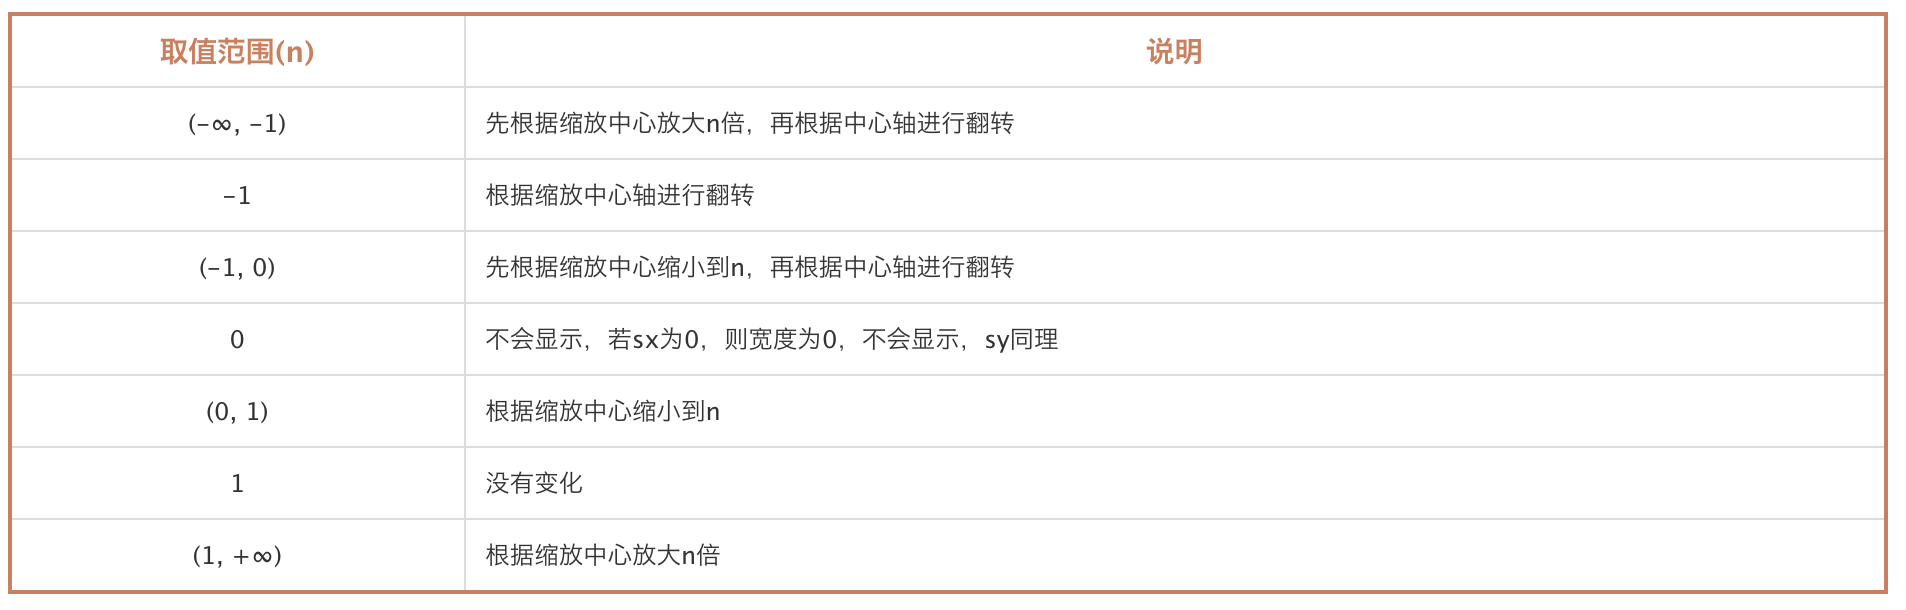 取值范围(n) 说明
(-∞, -1) 先根据缩放中心放大n倍，再根据中心轴进行翻转
-1 根据缩放中心轴进行翻转
(-1, 0) 先根据缩放中心缩小到n，再根据中心轴进行翻转
0 不会显示，若sx为0，则宽度为0，不会显示，sy同理
(0, 1) 根据缩放中心缩小到n
1 没有变化
(1, +∞) 根据缩放中心放大n倍